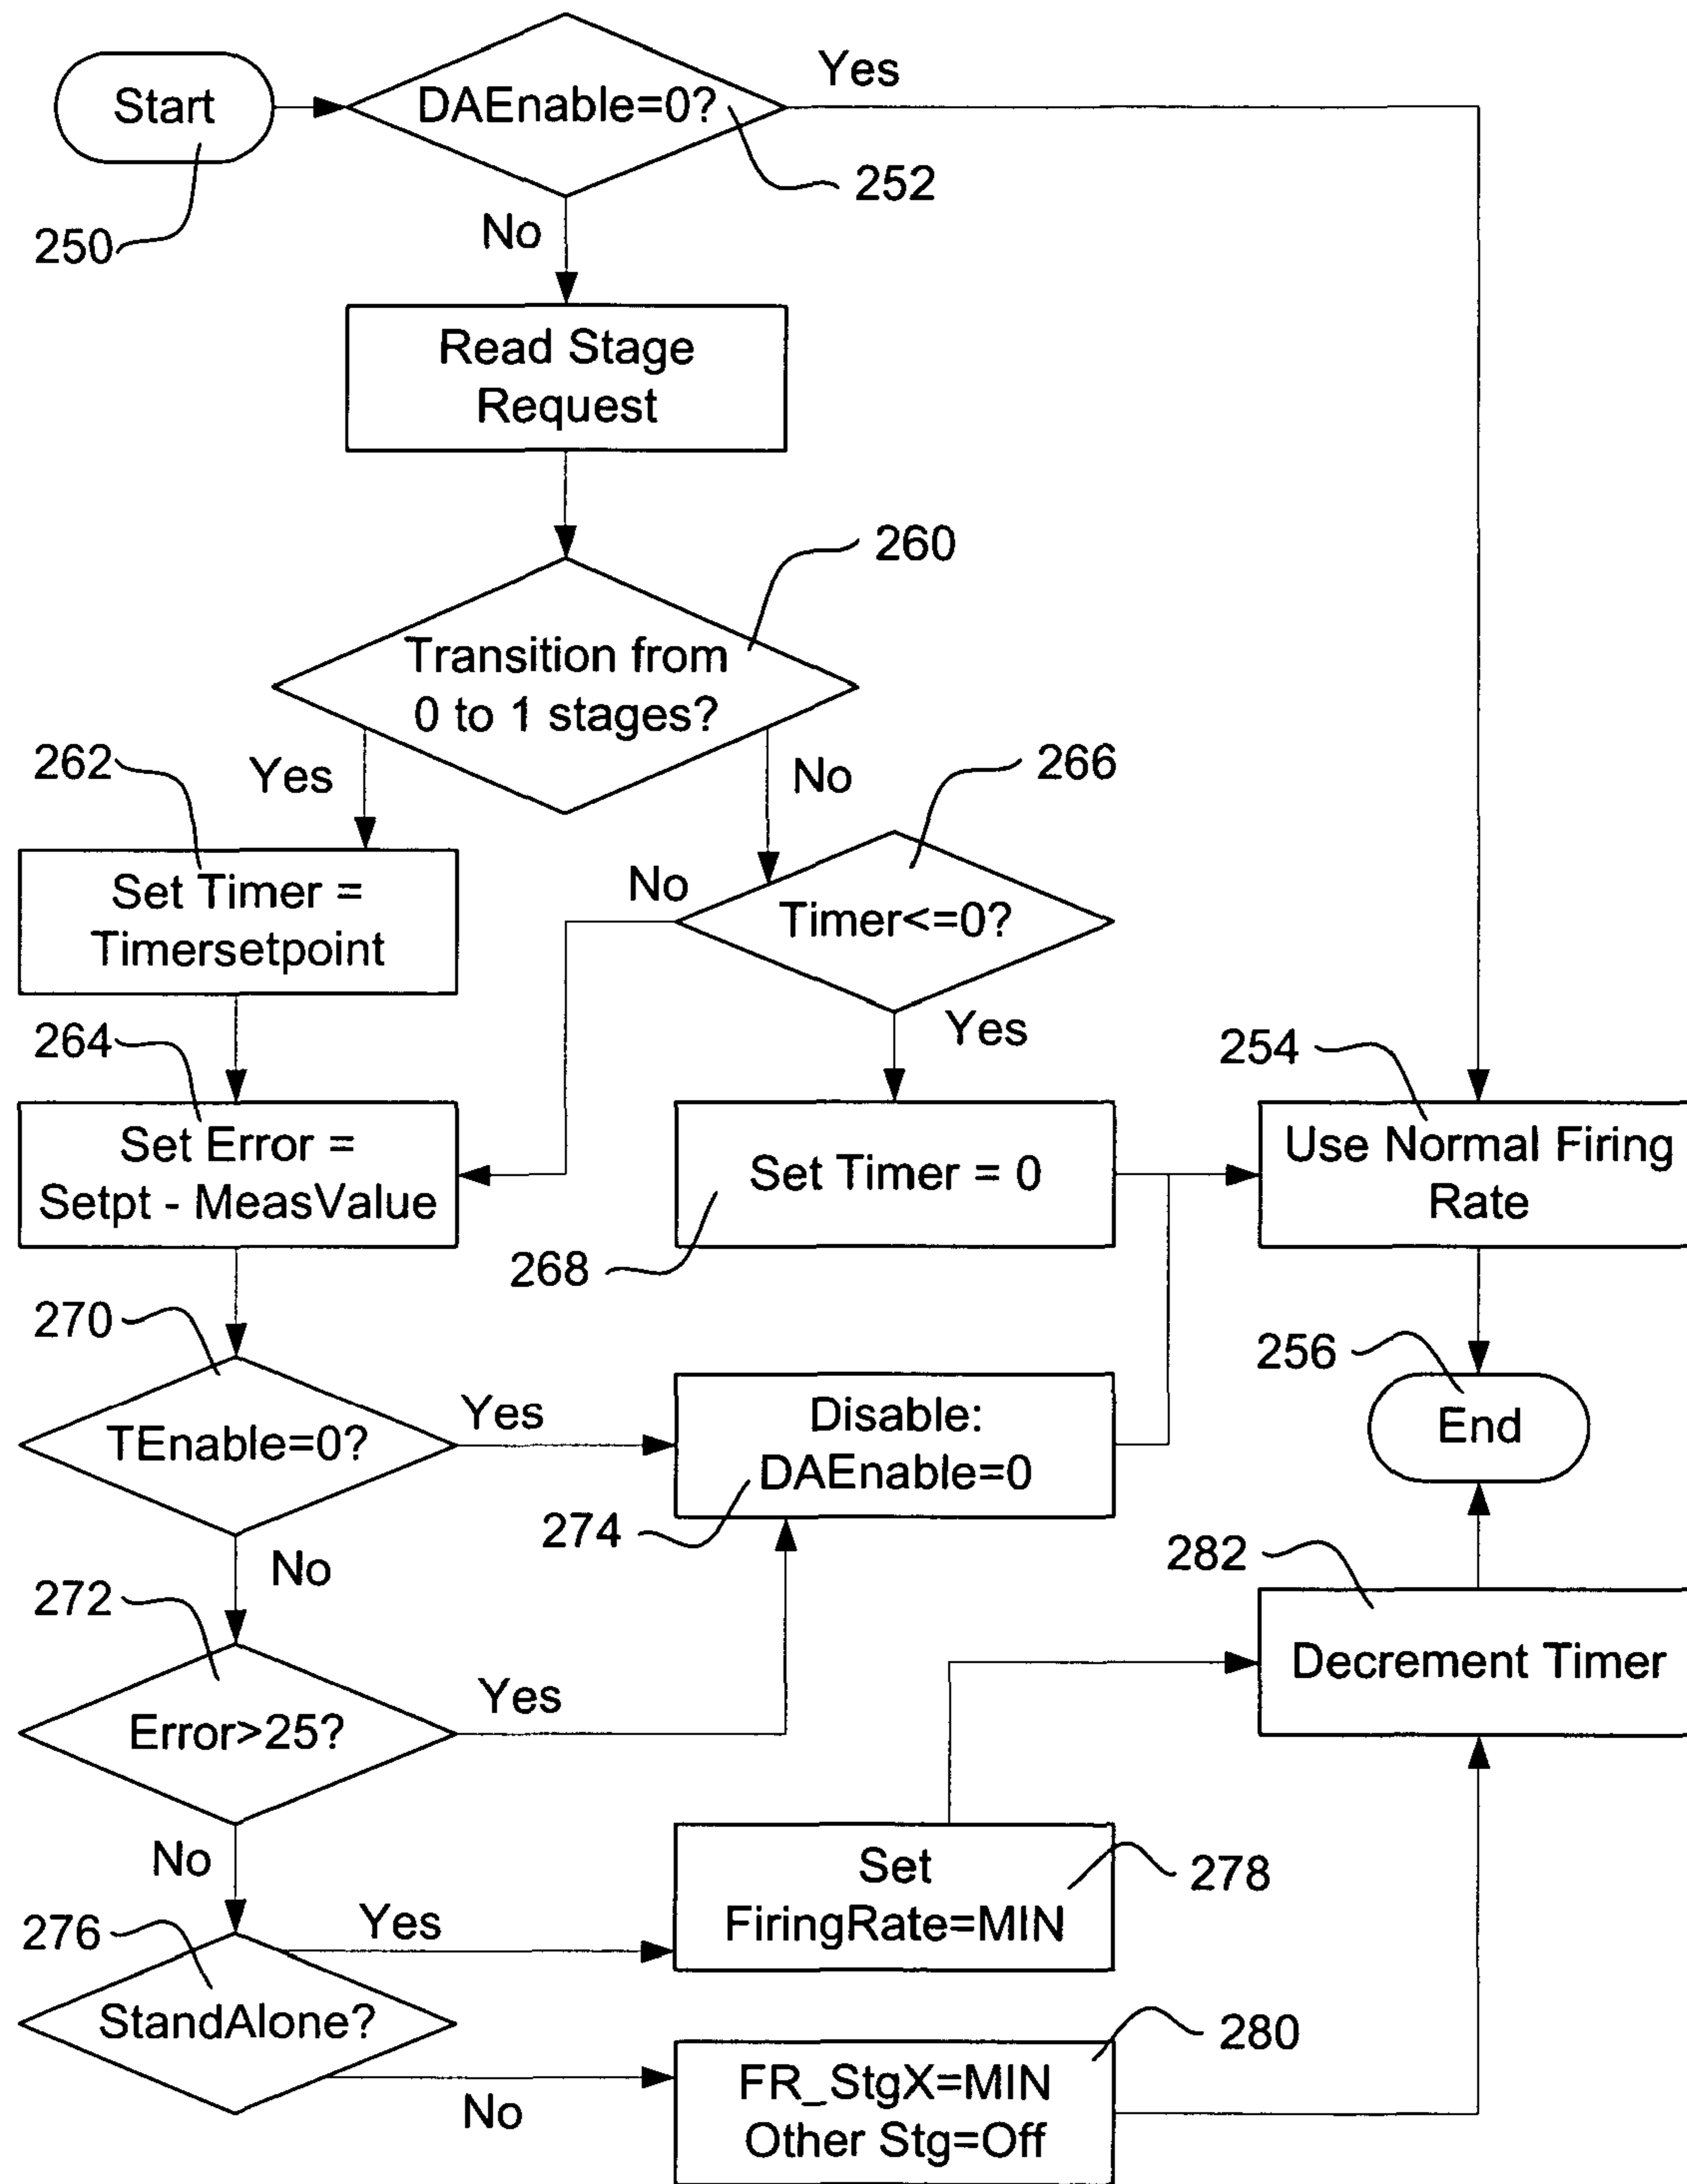 Start
DAEnable=0?
Yes
252
250
No
Read Stage
Request
260
Transition from
0 to 1 stages?
262
Yes
No
266
Set Timer =
Timersetpoint
No
Timer<=0?
Yes
264
254
Set Error =
Setpt - MeasValue
Set Timer = 0
Use Normal Firing
Rate
268
270
256
TEnable=0?
Yes
Disable:
DAEnable=0
End
274
No
272
282
Error>25?
Yes
Decrement Timer
No
Set
FiringRate=MIN
278
276
Yes
StandAlone?
No
280
FR_StgX=MIN
Other Stg=Off